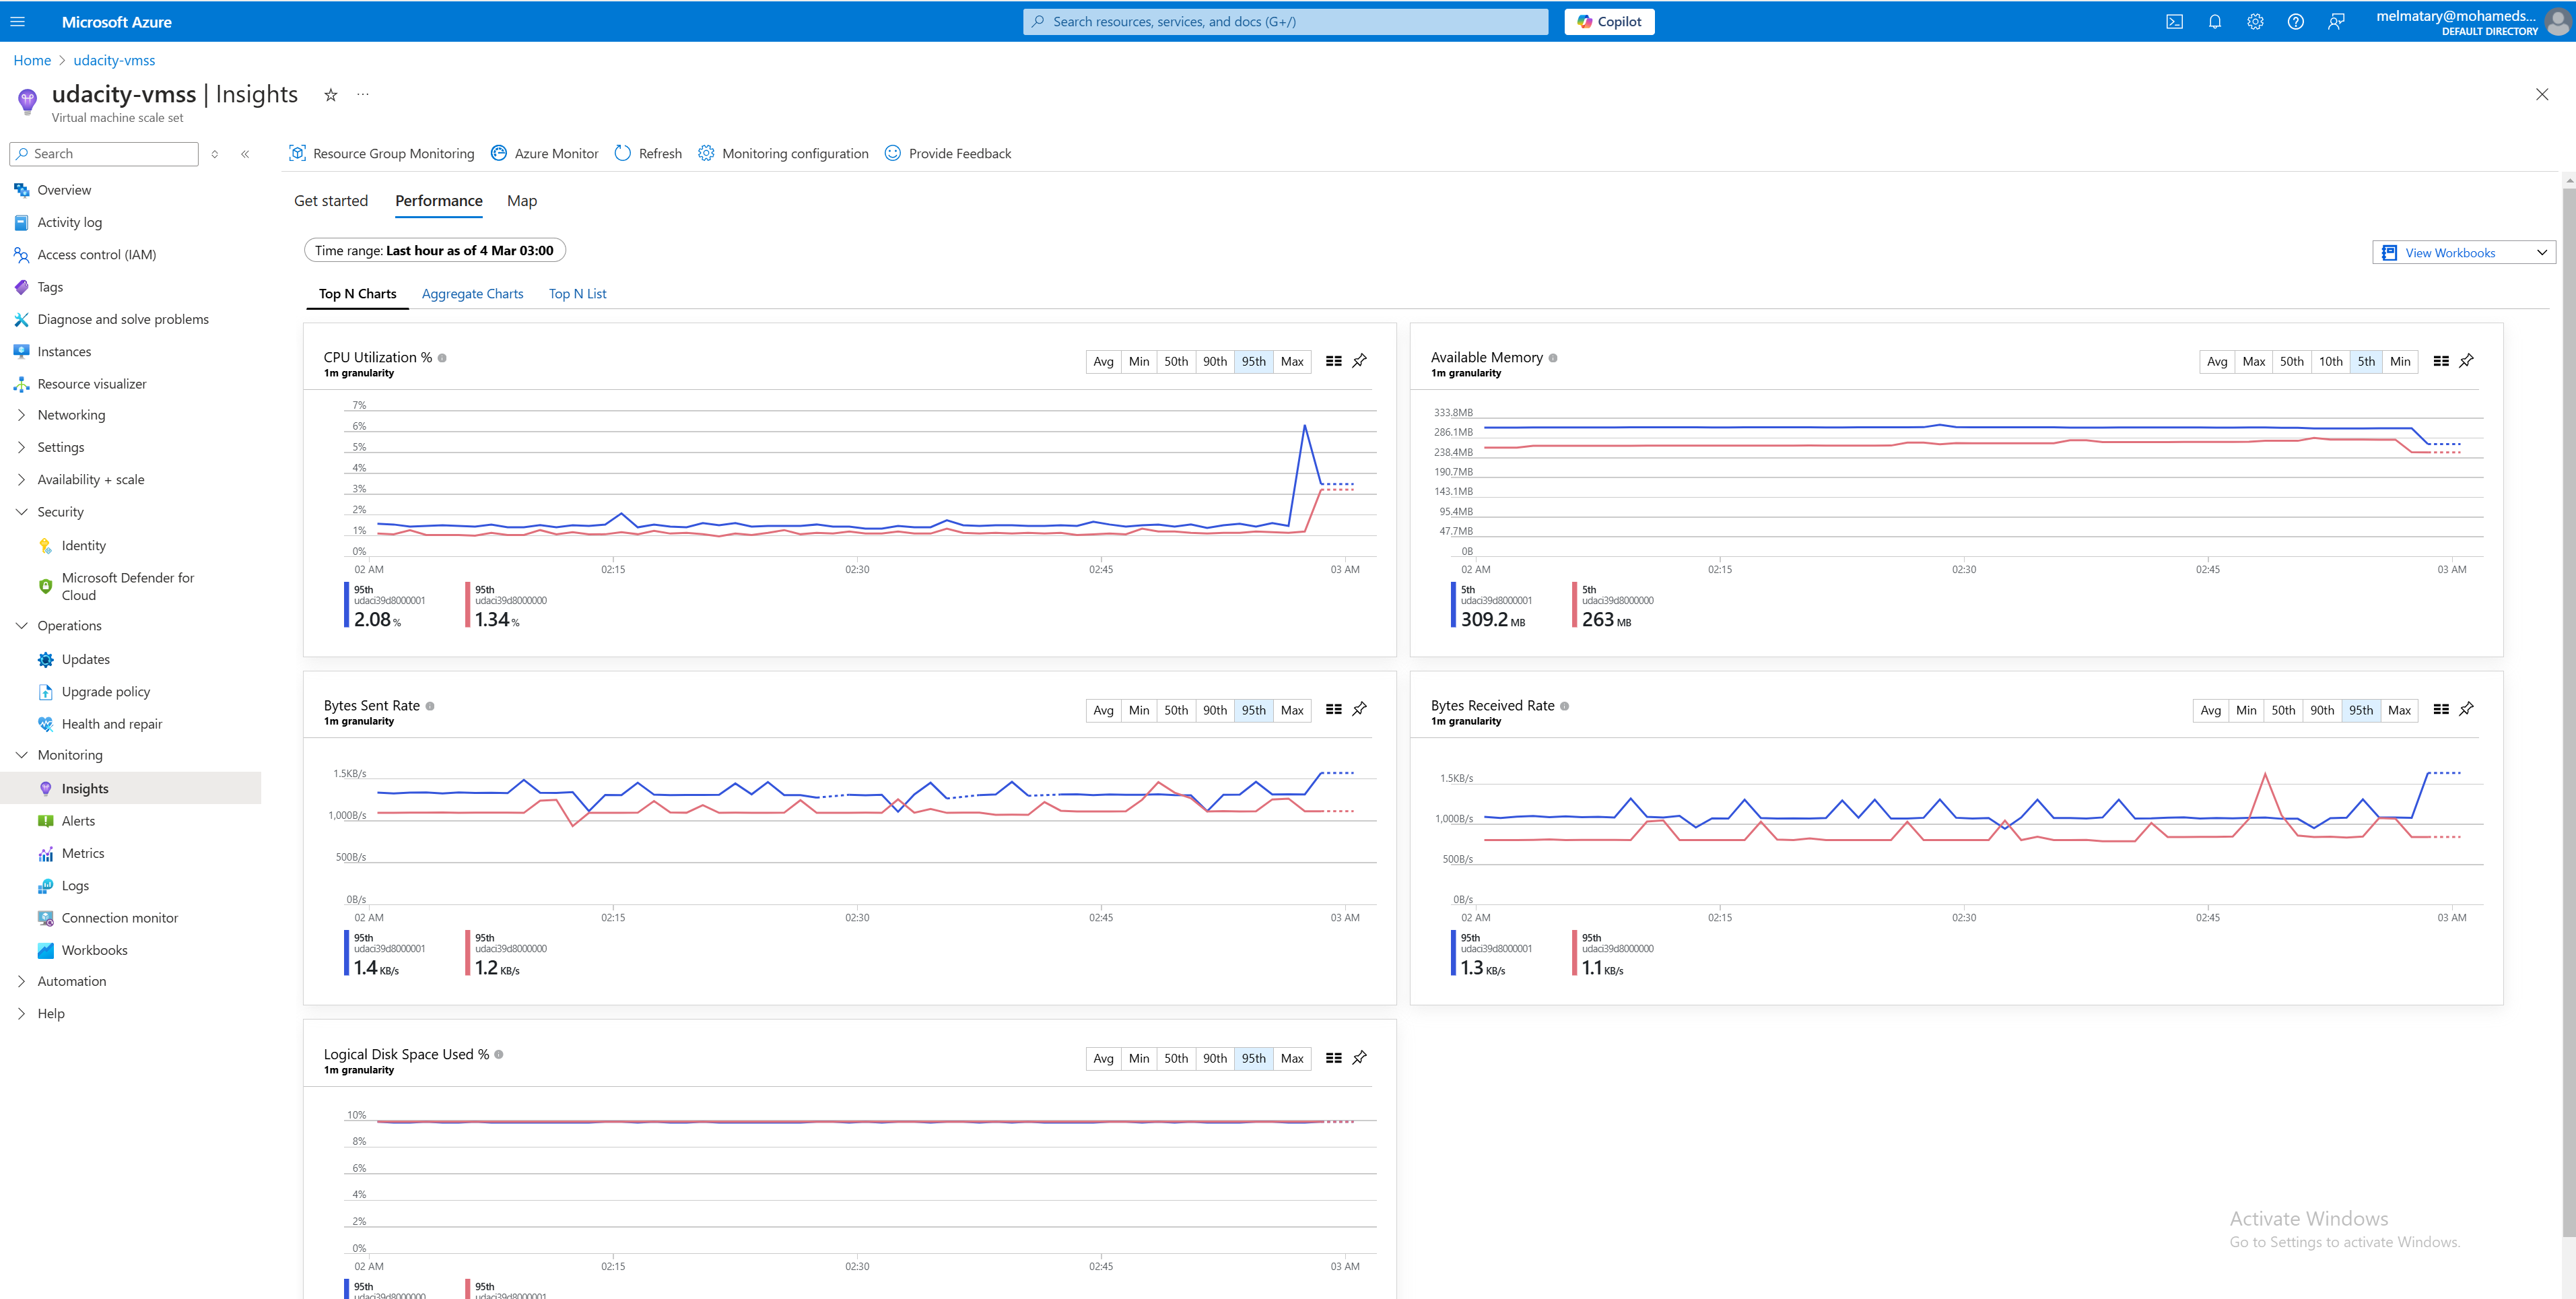 Microsoft Azure
Search resources, services, and docs (G+/)
Copilot
melmatary@mohameds...
DEFAULT DIRECTORY
Home > udacity-vmss
udacity-vmss | Insights
Virtual machine scale set
Search
Resource Group Monitoring
Azure Monitor
Refresh
Monitoring configuration
Provide Feedback
Overview
Activity log
Access control (IAM)
Tags
Diagnose and solve problems
Instances
Resource visualizer
Networking
Settings
Availability + scale
Security
Identity
Microsoft Defender for
Cloud
Operations
Updates
Upgrade policy
Health and repair
Monitoring
Insights
Alerts
Metrics
Logs
Connection monitor
Workbooks
Automation
Help
Get started Performance Map
Time range: Last hour as of 4 Mar 03:00
View Workbooks
Top N Charts Aggregate Charts Top N List
CPU Utilization %
1m granularity
Avg Min 50th 90th 95th Max
7%
6%
5%
4%
3%
2%
1%
0%
02 AM 02:15 02:30 02:45 03 AM
95th 95th
udaci39d8000001 udaci39d8000000
2.08 % 1.34 %
Available Memory
1m granularity
Avg Max 50th 10th 5th Min
333.8MB
286.1MB
238.4MB
190.7MB
143.1MB
95.4MB
47.7MB
0B
02 AM 02:15 02:30 02:45 03 AM
5th 5th
udaci39d8000001 udaci39d8000000
309.2 MB 263 MB
Bytes Sent Rate
1m granularity
Avg Min 50th 90th 95th Max
1.5KB/s
1,000B/s
500B/s
0B/s
02 AM 02:15 02:30 02:45 03 AM
95th 95th
udaci39d8000001 udaci39d8000000
1.4 KB/s 1.2 KB/s
Bytes Received Rate
1m granularity
Avg Min 50th 90th 95th Max
1.5KB/s
1,000B/s
500B/s
0B/s
02 AM 02:15 02:30 02:45 03 AM
95th 95th
udaci39d8000001 udaci39d8000000
1.3 KB/s 1.1 KB/s
Logical Disk Space Used %
1m granularity
Avg Min 50th 90th 95th Max
10%
8%
6%
4%
2%
0%
02 AM 02:15 02:30 02:45 03 AM
95th 95th
udaci39d8000000 udaci39d8000001
Activate Windows
Go to Settings to activate Windows.